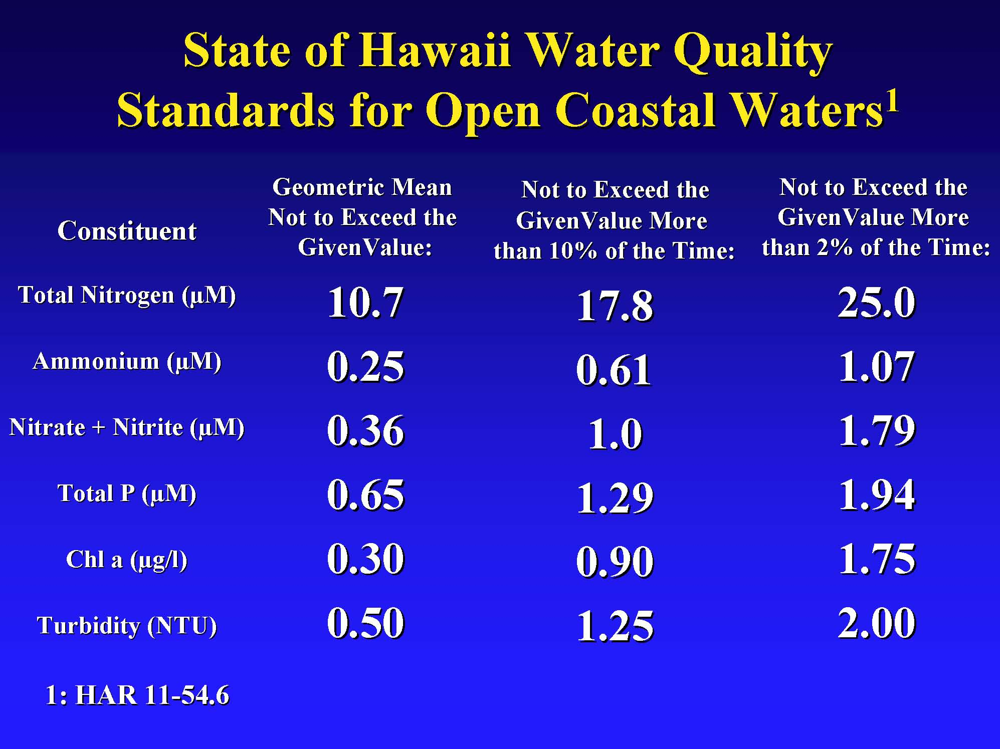 State of Hawaii Water Quality
Standards for Open Coastal Waters¹
Constituent
Geometric Mean
Not to Exceed the
GivenValue:
Not to Exceed the
GivenValue More
than 10% of the Time:
Not to Exceed the
GivenValue More
than 2% of the Time:
Total Nitrogen (µM) 10.7 17.8 25.0
Ammonium (µM) 0.25 0.61 1.07
Nitrate + Nitrite (µM) 0.36 1.0 1.79
Total P (µM) 0.65 1.29 1.94
Chl a (µg/l) 0.30 0.90 1.75
Turbidity (NTU) 0.50 1.25 2.00
1: HAR 11-54.6